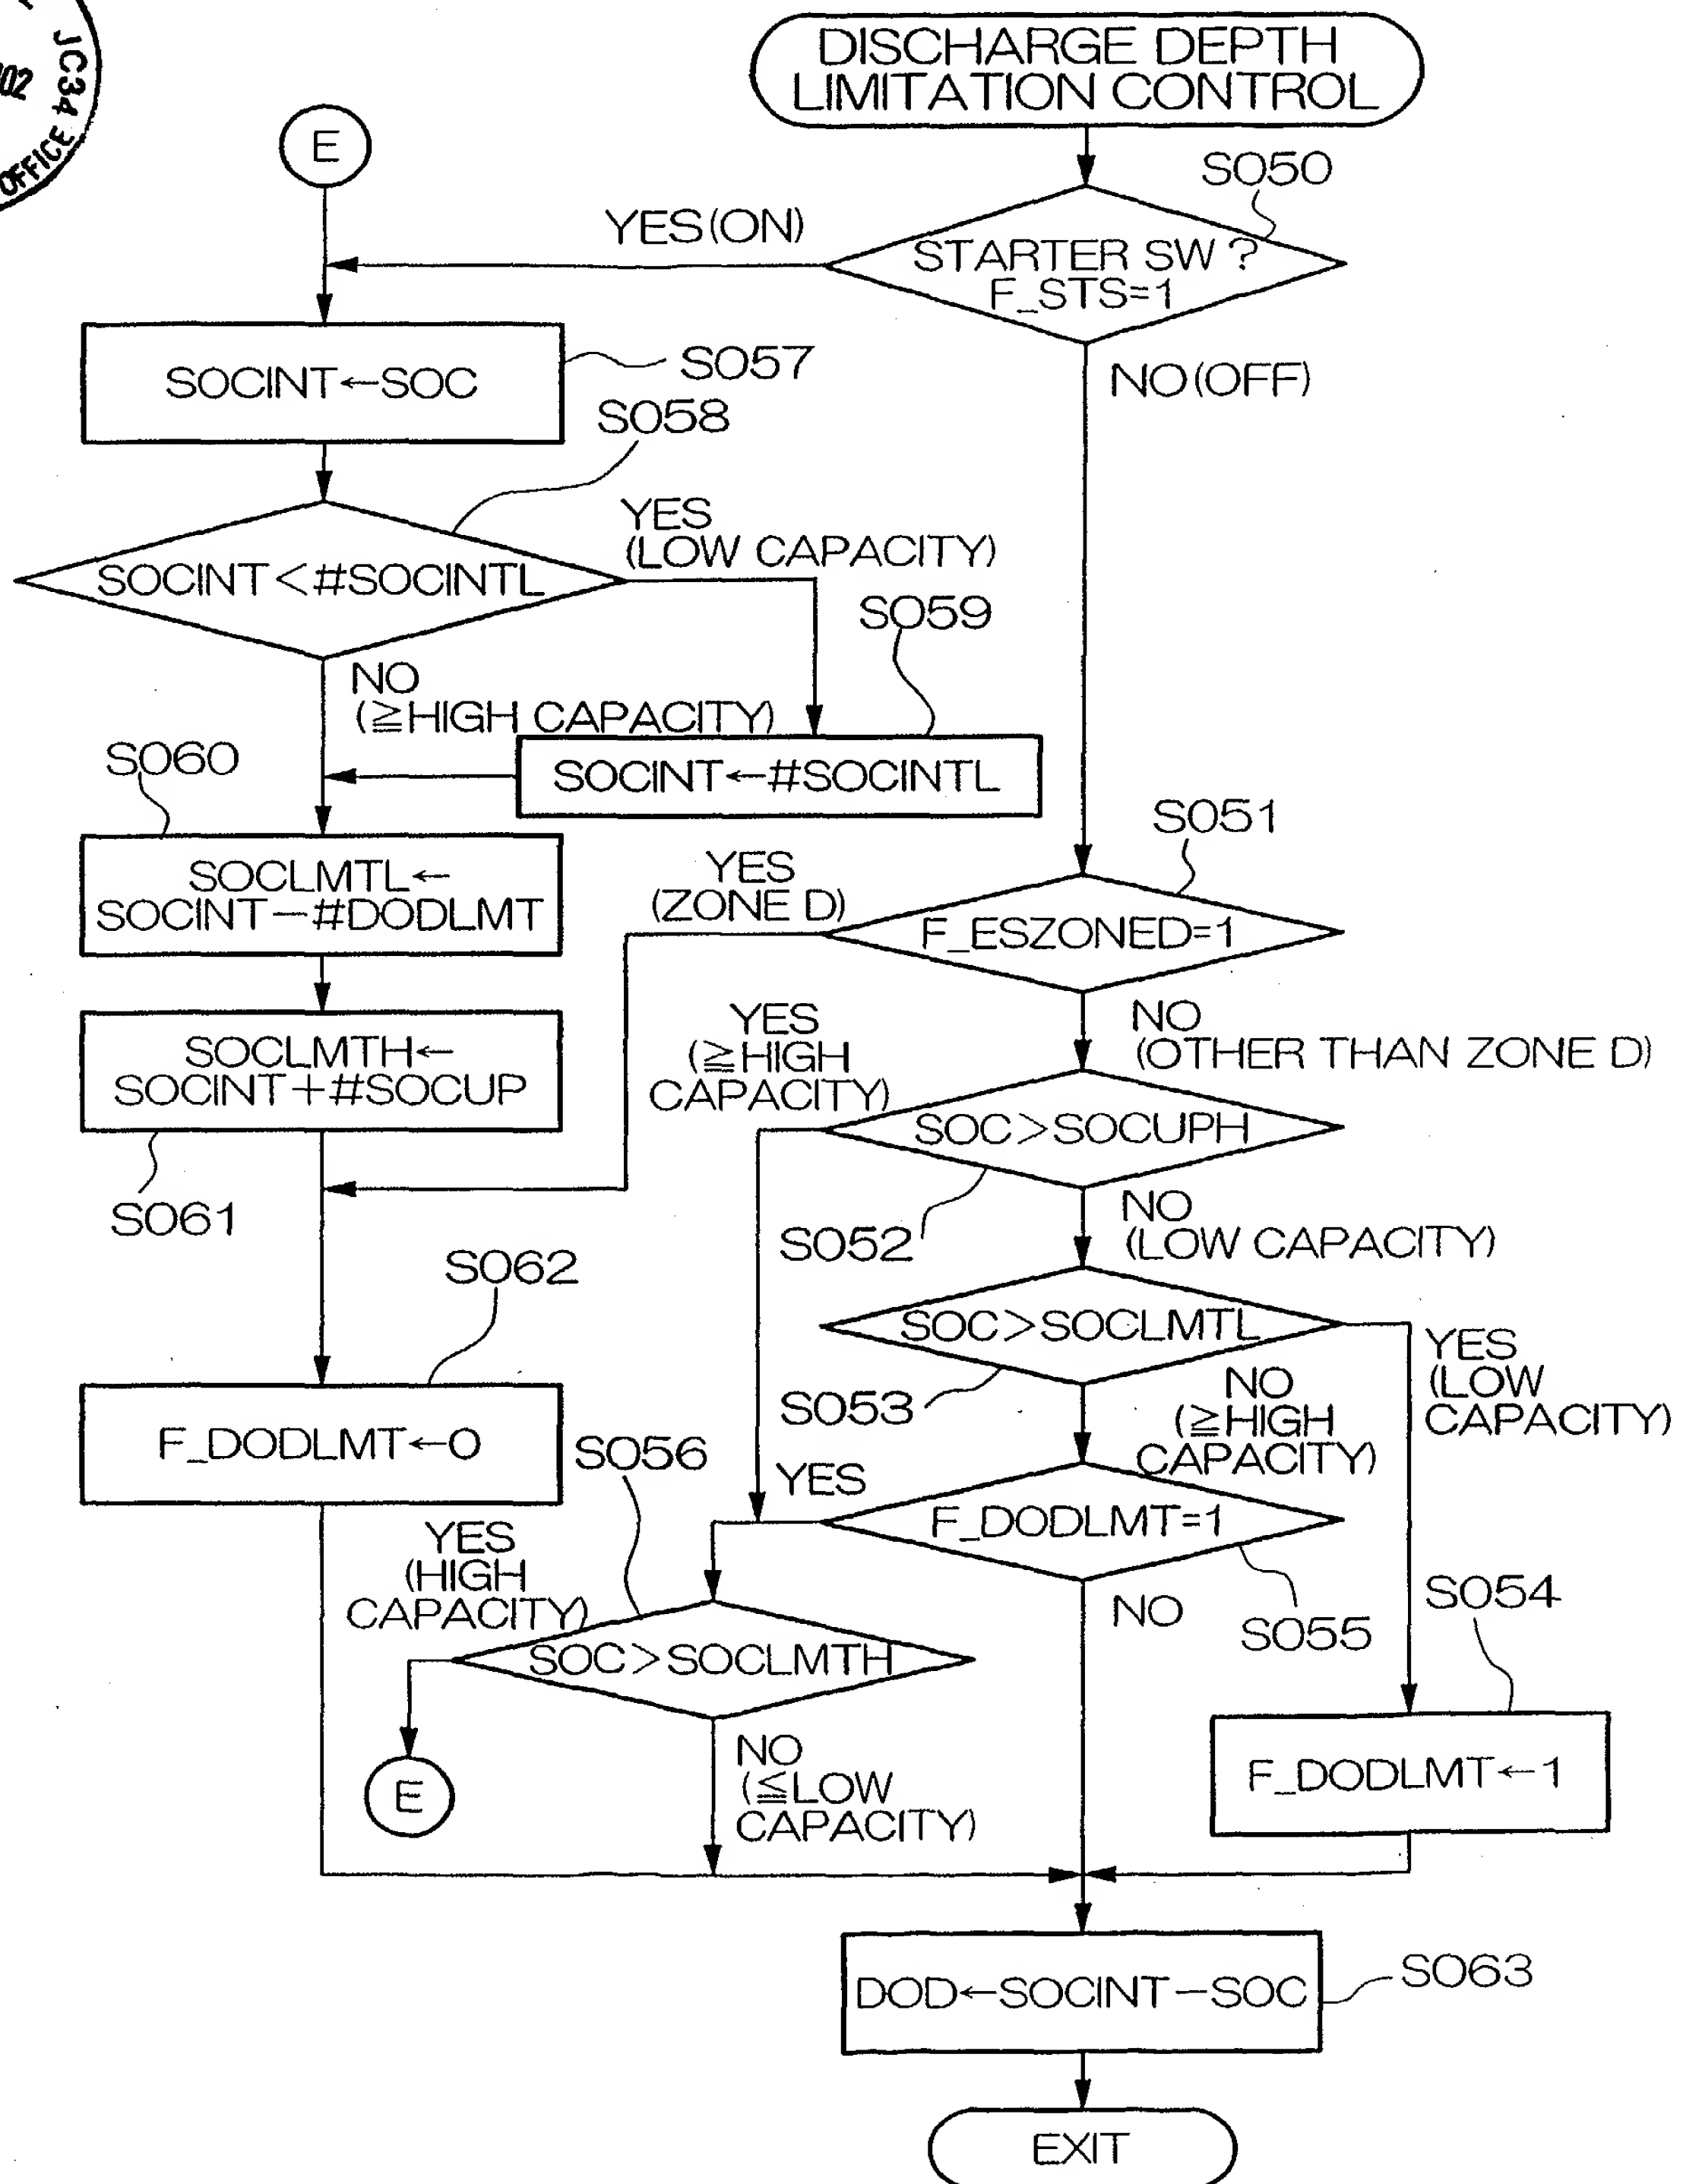 JC34
02
OFFICE
DISCHARGE DEPTH
LIMITATION CONTROL
E
S050
YES(ON)
STARTER SW ?
F_STS=1
NO(OFF)
SOCINT←SOC
S057
S058
YES
(LOW CAPACITY)
SOCINT<#SOCINTL
S059
NO
(≧HIGH CAPACITY)
SOCINT←#SOCINTL
S060
SOCLMTL←
SOCINT−#DODLMT
S051
YES
(ZONE D)
F_ESZONED=1
NO
(OTHER THAN ZONE D)
SOCLMTH←
SOCINT+#SOCUP
S061
YES
(≧HIGH
CAPACITY)
SOC>SOCUPH
S052
NO
(LOW CAPACITY)
S062
SOC>SOCLMTL
S053
YES
(LOW
CAPACITY)
NO
(≧HIGH
CAPACITY)
F_DODLMT←0
S056
YES
F_DODLMT=1
S055
NO
S054
YES
(HIGH
CAPACITY)
SOC>SOCLMTH
E
NO
(≦LOW
CAPACITY)
F_DODLMT←1
DOD←SOCINT−SOC
S063
EXIT